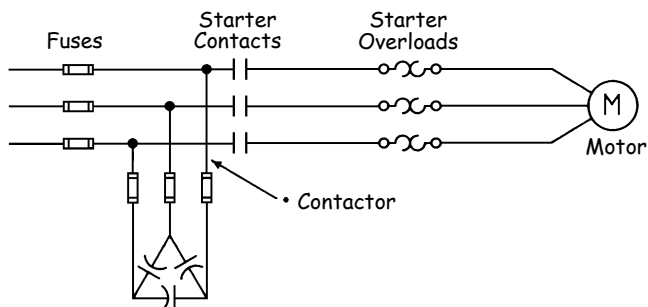 Starter
Contacts
Starter
Overloads
Fuses
M
Motor
• Contactor